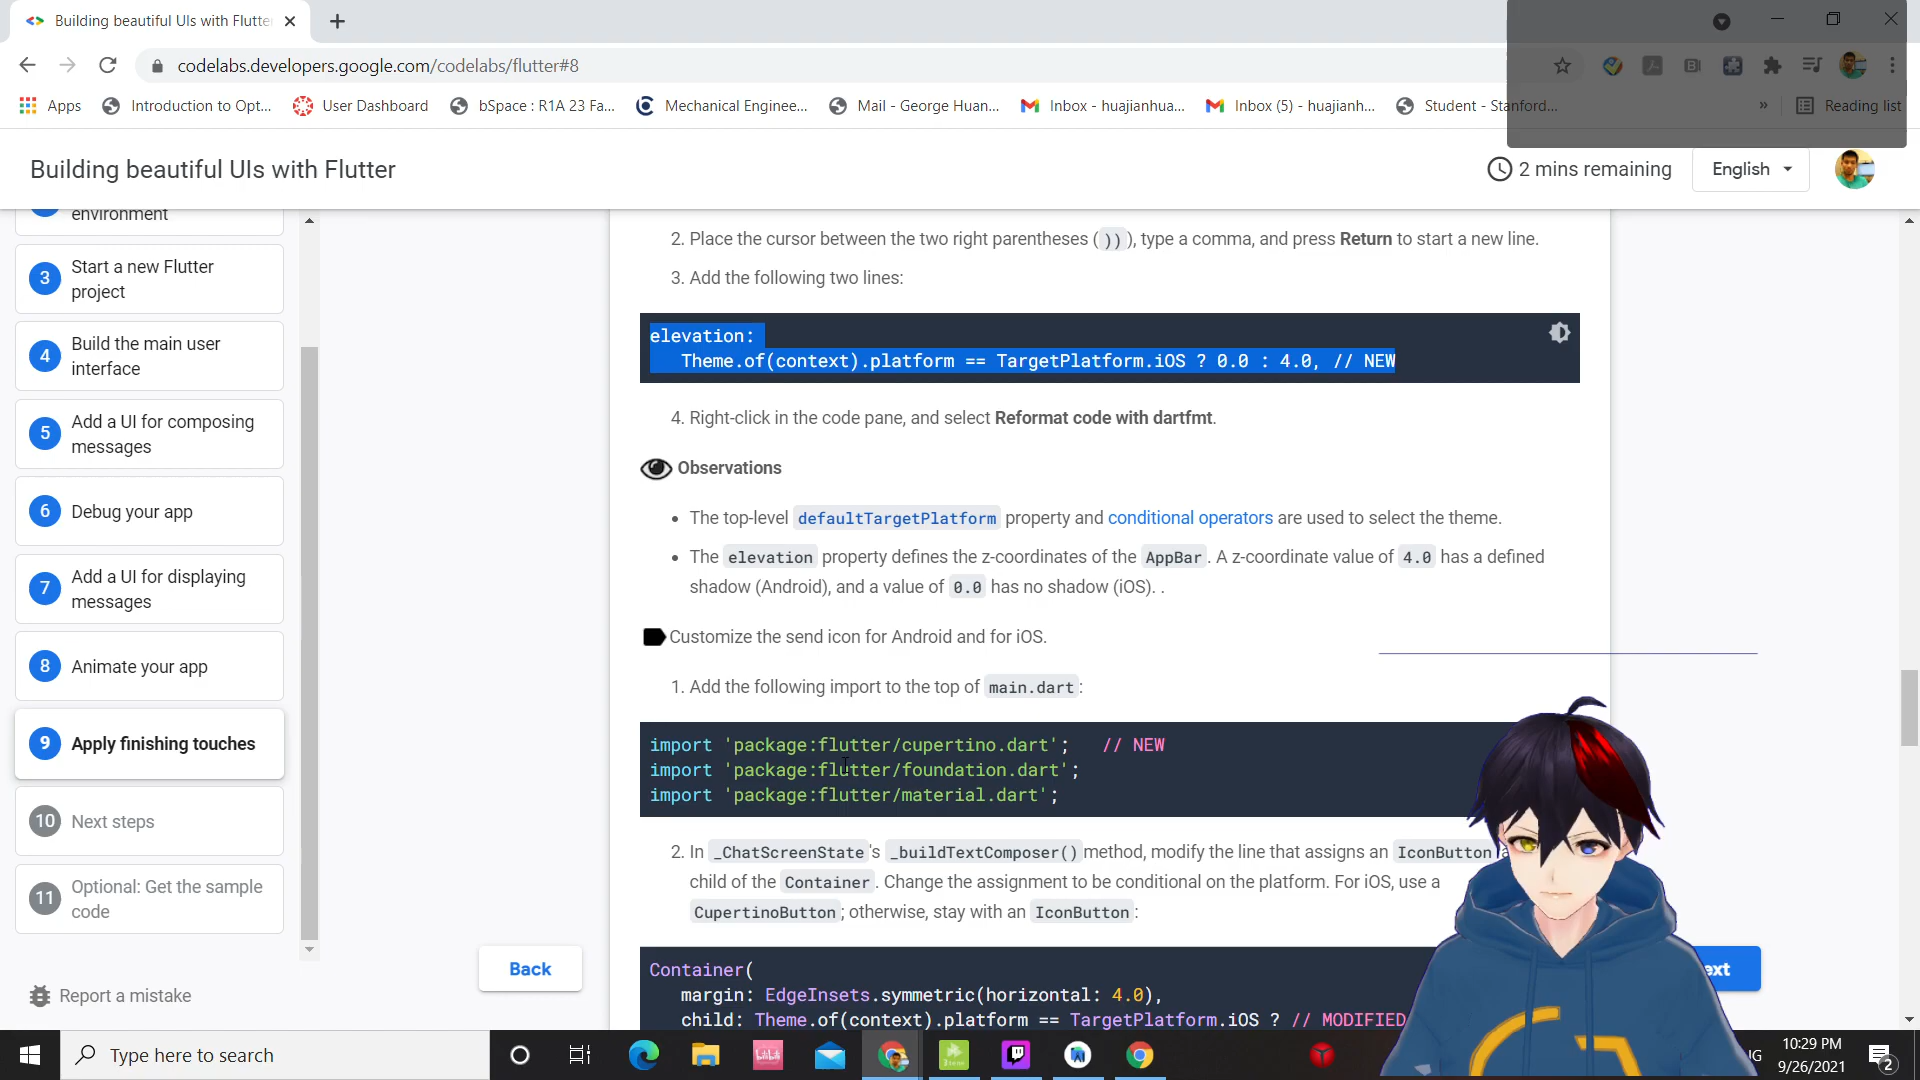 Building beautiful UIs with Flutte
codelabs.developers.google.com/codelabs/flutter#8
Apps
Introduction to Opt...
User Dashboard
bSpace : R1A 23 Fa...
Mechanical Enginee...
Mail - George Huan...
Inbox - huajianhua...
Inbox (5) - huajianh...
Student - Stanford...
»
Reading list
Building beautiful UIs with Flutter
2 mins remaining
English
environment
3
Start a new Flutter
project
4
Build the main user
interface
5
Add a UI for composing
messages
6
Debug your app
7
Add a UI for displaying
messages
8
Animate your app
9
Apply finishing touches
10
Next steps
11
Optional: Get the sample
code
Report a mistake
2. Place the cursor between the two right parentheses ( )) ), type a comma, and press Return to start a new line.
3. Add the following two lines:
elevation:
Theme.of(context).platform == TargetPlatform.iOS ? 0.0 : 4.0, // NEW
4. Right-click in the code pane, and select Reformat code with dartfmt.
Observations
• The top-level defaultTargetPlatform property and conditional operators are used to select the theme.
• The elevation property defines the z-coordinates of the AppBar. A z-coordinate value of 4.0 has a defined
shadow (Android), and a value of 0.0 has no shadow (iOS). .
Customize the send icon for Android and for iOS.
1. Add the following import to the top of main.dart:
import 'package:flutter/cupertino.dart';   // NEW
import 'package:flutter/foundation.dart';
import 'package:flutter/material.dart';
2. In _ChatScreenState's _buildTextComposer() method, modify the line that assigns an IconButton
child of the Container. Change the assignment to be conditional on the platform. For iOS, use a
CupertinoButton; otherwise, stay with an IconButton:
Container(
margin: EdgeInsets.symmetric(horizontal: 4.0),
child: Theme.of(context).platform == TargetPlatform.iOS ? // MODIFIED
Back
ext
Type here to search
10:29 PM
9/26/2021
2